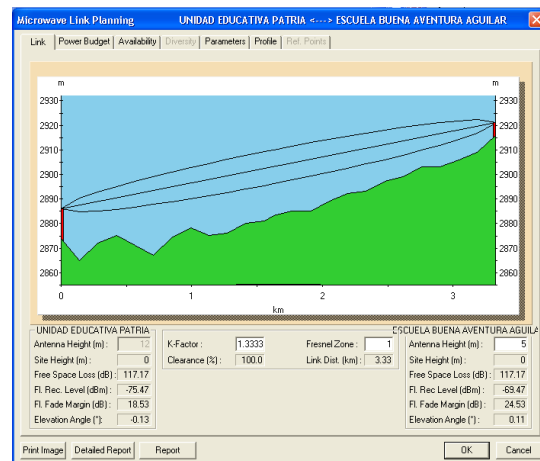 Microwave Link Planning UNIDAD EDUCATIVA PATRIA <---> ESCUELA BUENA AVENTURA AGUILAR
Link Power Budget Availability Diversity Parameters Profile Ref. Points
m m
2930 2930
2920 2920
2910 2910
2900 2900
2890 2890
2880 2880
2870 2870
2860 2860
0 1 2 3
km
UNIDAD EDUCATIVA PATRIA ESCUELA BUENA AVENTURA AGUILA
Antenna Height (m) : 12 K-Factor : 1.3333 Fresnel Zone : 1 Antenna Height (m) : 5
Site Height (m) : 0 Clearance (%) : 100.0 Link Dist. (km) : 3.33 Site Height (m) : 0
Free Space Loss (dB) : 117.17 Free Space Loss (dB) : 117.17
Fl. Rec. Level (dBm) : -75.47 Fl. Rec. Level (dBm) : -69.47
Fl. Fade Margin (dB) : 18.53 Fl. Fade Margin (dB) : 24.53
Elevation Angle (°): -0.13 Elevation Angle (°): 0.11
Print Image Detailed Report Report OK Cancel